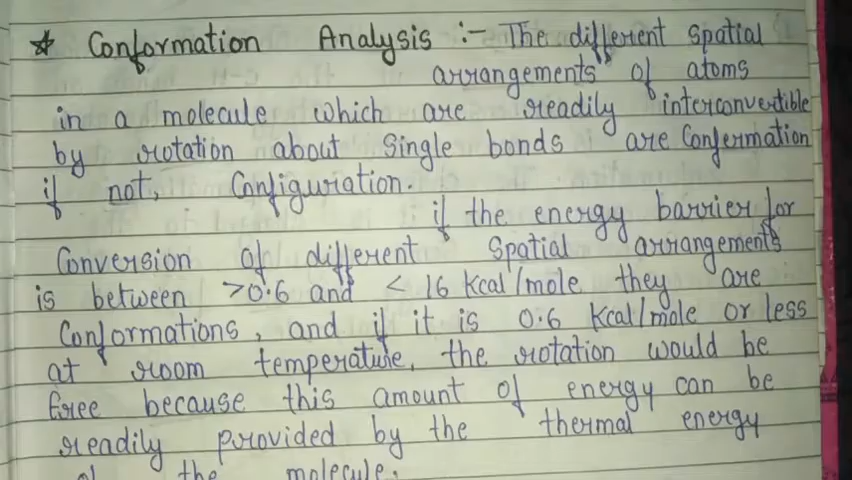 * Conformation Analysis :- The different spatial
arrangements of atoms
in a molecule which are readily interconvertible
by rotation about single bonds are Conformation
if not, Configuration.
if the energy barrier for
Conversion of different spatial arrangements
is between >0.6 and < 16 Kcal/mole they are
Conformations, and if it is 0.6 Kcal/mole or less
at room temperature, the rotation would be
free because this amount of energy can be
readily provided by the thermal energy
of the molecule.